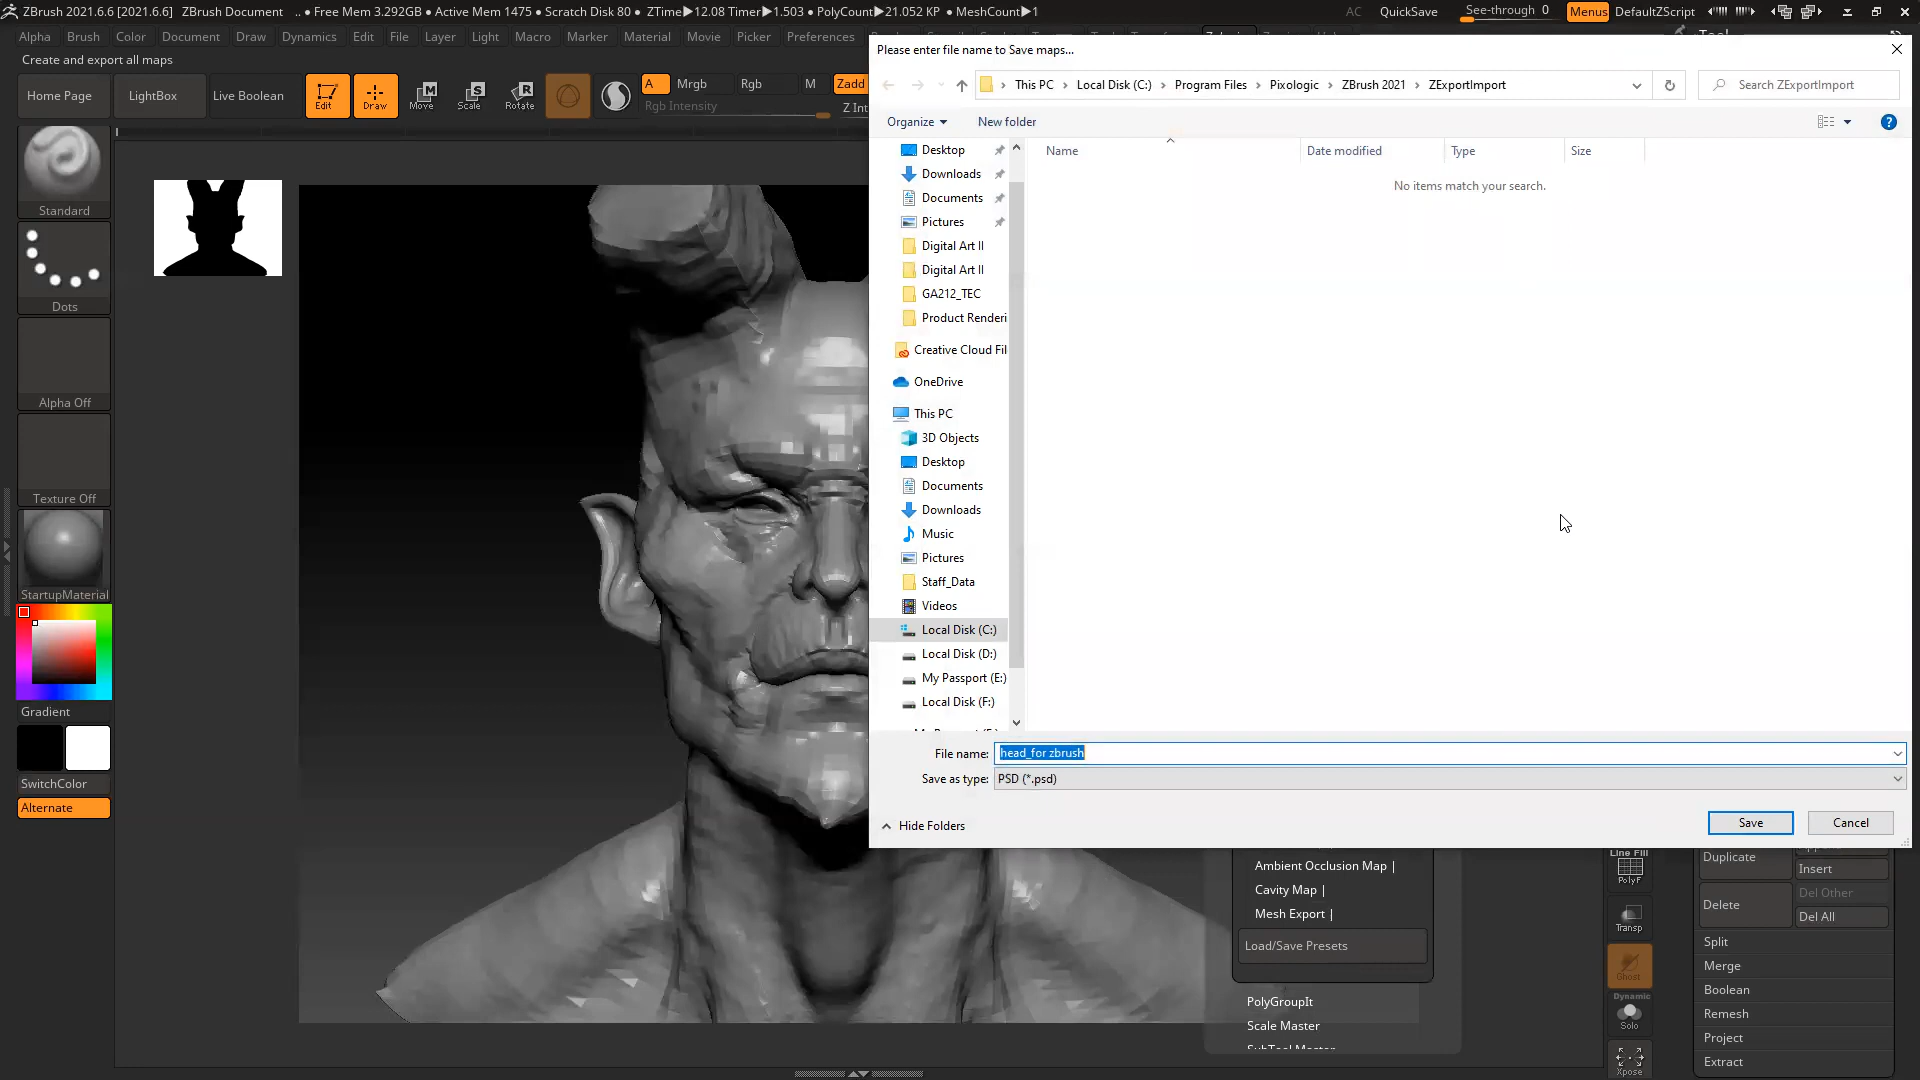 ZBrush 2021.6.6 [2021.6.6] ZBrush Document .. ● Free Mem 3.292GB ● Active Mem 1475 ● Scratch Disk 80 ● ZTime▶12.08 Timer▶1.503 ● PolyCount▶21.052 KP ● MeshCount▶1
AC QuickSave See-through 0 Menus DefaultZScript
Alpha Brush Color Document Draw Dynamics Edit File Layer Light Macro Marker Material Movie Picker Preferences
Create and export all maps
Home Page LightBox Live Boolean Edit Draw Move Scale Rotate A Mrgb Rgb M Zadd
Rgb Intensity Z Int
Standard
Dots
Alpha Off
Texture Off
StartupMaterial
Gradient
SwitchColor
Alternate
Please enter file name to Save maps...
This PC › Local Disk (C:) › Program Files › Pixologic › ZBrush 2021 › ZExportImport
Search ZExportImport
Organize New folder
Name Date modified Type Size
No items match your search.
Desktop
Downloads
Documents
Pictures
Digital Art II
Digital Art II
GA212_TEC
Product Renderi
Creative Cloud Fil
OneDrive
This PC
3D Objects
Desktop
Documents
Downloads
Music
Pictures
Staff_Data
Videos
Local Disk (C:)
Local Disk (D:)
My Passport (E:)
Local Disk (F:)
File name: head_for zbrush
Save as type: PSD (*.psd)
Hide Folders
Save Cancel
Ambient Occlusion Map |
Cavity Map |
Mesh Export |
Load/Save Presets
PolyGroupIt
Scale Master
SubTool Master
Line Fill
PolyF
Transp
Ghost
Dynamic
Solo
Xpose
Duplicate
Insert
Delete
Del Other
Del All
Split
Merge
Boolean
Remesh
Project
Extract